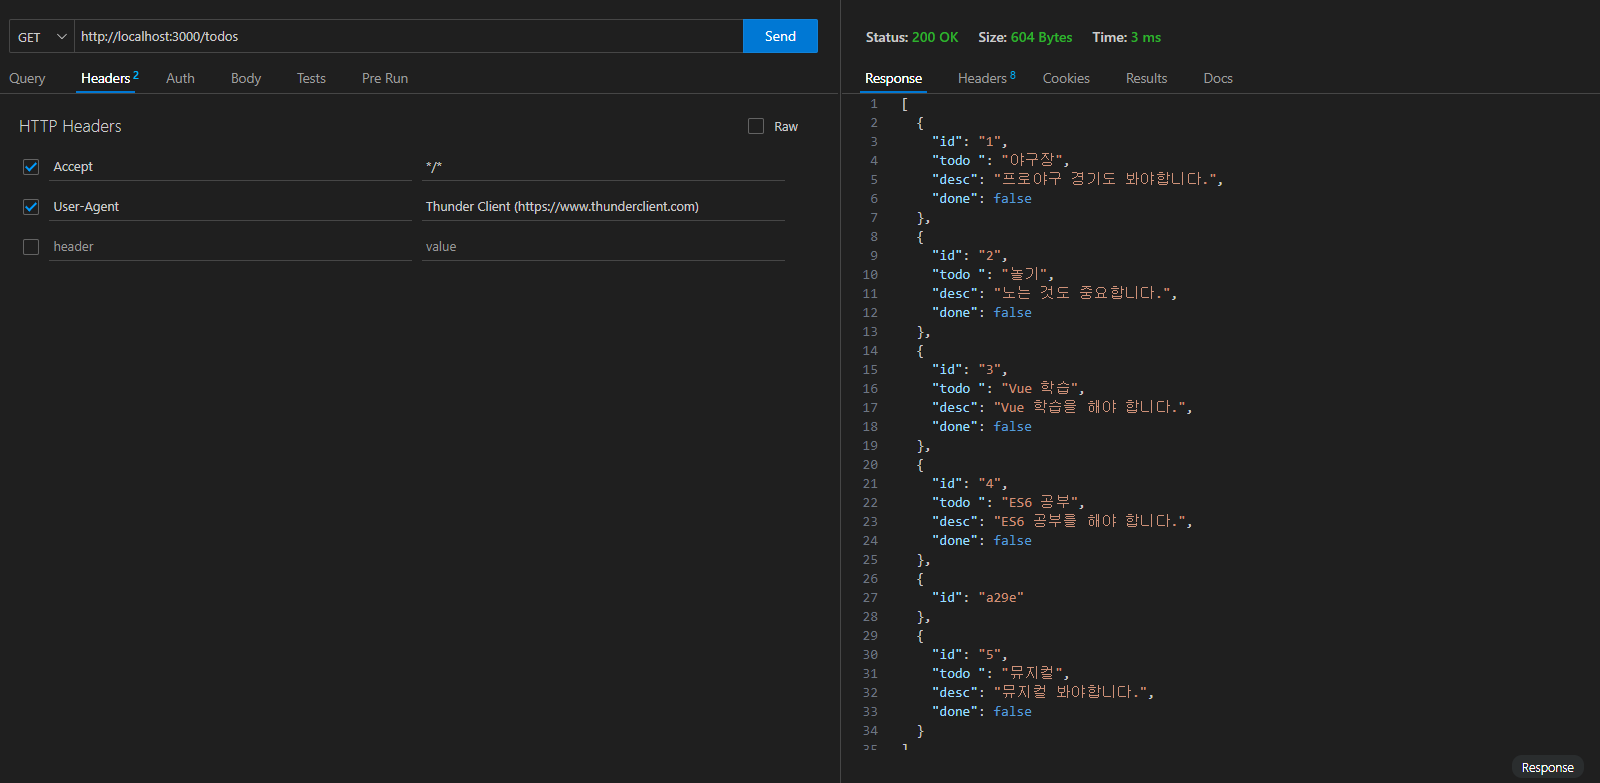 GET
http://localhost:3000/todos
Send
Query
Headers 2
Auth
Body
Tests
Pre Run
HTTP Headers
Raw
Accept
*/*
User-Agent
Thunder Client (https://www.thunderclient.com)
header
value
Status: 200 OK Size: 604 Bytes Time: 3 ms
Response
Headers 8
Cookies
Results
Docs
1 [
2 {
3 "id": "1",
4 "todo ": "야구장",
5 "desc": "프로야구 경기도 봐야합니다.",
6 "done": false
7 },
8 {
9 "id": "2",
10 "todo ": "놀기",
11 "desc": "노는 것도 중요합니다.",
12 "done": false
13 },
14 {
15 "id": "3",
16 "todo ": "Vue 학습",
17 "desc": "Vue 학습을 해야 합니다.",
18 "done": false
19 },
20 {
21 "id": "4",
22 "todo ": "ES6 공부",
23 "desc": "ES6 공부를 해야 합니다.",
24 "done": false
25 },
26 {
27 "id": "a29e"
28 },
29 {
30 "id": "5",
31 "todo ": "뮤지컬",
32 "desc": "뮤지컬 봐야합니다.",
33 "done": false
34 }
35 ]
Response